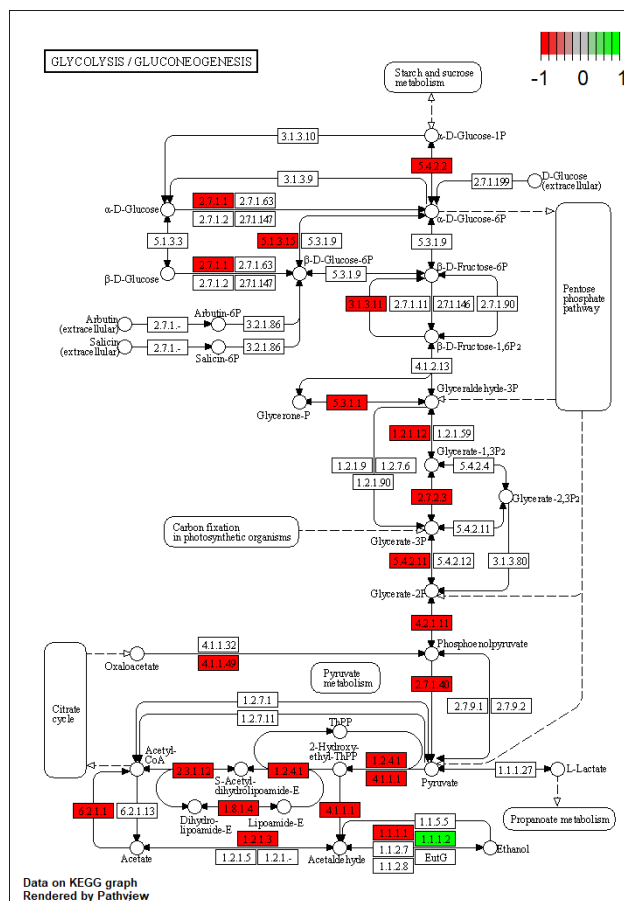 GLYCOLYSIS / GLUCONEOGENESIS
-1 0 1
Starch and sucrose
metabolism
3.1.3.10
α-D-Glucose-1P
5.4.2.2
3.1.3.9
2.7.1.199
D-Glucose
(extracellular)
2.7.1.1 2.7.1.63
α-D-Glucose
2.7.1.2 2.7.1.147
α-D-Glucose-6P
5.1.3.3
5.1.3.15 5.3.1.9
5.3.1.9
β-D-Glucose-6P
β-D-Fructose-6P
2.7.1.1 2.7.1.63
β-D-Glucose
2.7.1.2 2.7.1.147
5.3.1.9
Pentose
phosphate
pathway
3.1.3.11 2.7.1.11 2.7.1.146 2.7.1.90
Arbutin
(extracellular)
2.7.1.-
Arbutin-6P
3.2.1.86
Salicin
(extracellular)
2.7.1.-
Salicin-6P
3.2.1.86
β-D-Fructose-1,6P2
4.1.2.13
Glyceraldehyde-3P
5.3.1.1
Glycerone-P
1.2.1.12 1.2.1.59
Glycerate-1,3P2
1.2.1.9 1.2.7.6
1.2.1.90
5.4.2.4
2.7.2.3
Glycerate-2,3P2
Carbon fixation
in photosynthetic organisms
Glycerate-3P
5.4.2.11
5.4.2.11 5.4.2.12
3.1.3.80
Glycerate-2P
4.2.1.11
4.1.1.32
Oxaloacetate
4.1.1.49
Phosphoenolpyruvate
Pyruvate
metabolism
2.7.1.40
2.7.9.1 2.7.9.2
Citrate
cycle
1.2.7.1
1.2.7.11
ThPP
Acetyl-
CoA
2-Hydroxy-
ethyl-ThPP
2.3.1.12
S-Acetyl-
dihydrolipoamide-E
1.2.4.1
1.2.4.1
4.1.1.1
Pyruvate
1.1.1.27
L-Lactate
6.2.1.1 6.2.1.13
1.8.1.4
Dihydro-
lipoamide-E
Lipoamide-E
4.1.1.1
Propanoate metabolism
1.2.1.3
Acetate
1.2.1.5 1.2.1.-
Acetaldehyde
1.1.1.1 1.1.5.5
1.1.1.2
1.1.2.7
EutG
1.1.2.8
Ethanol
Data on KEGG graph
Rendered by Pathview